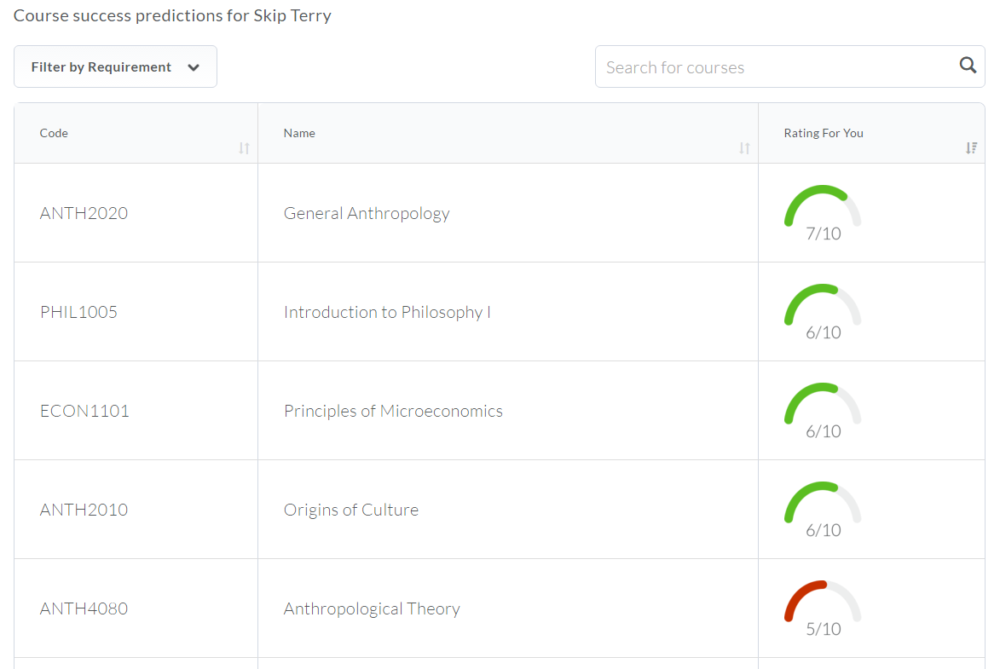 Course success predictions for Skip Terry
Filter by Requirement
Search for courses
Code Name Rating For You
ANTH2020 General Anthropology 7/10
PHIL1005 Introduction to Philosophy I 6/10
ECON1101 Principles of Microeconomics 6/10
ANTH2010 Origins of Culture 6/10
ANTH4080 Anthropological Theory 5/10